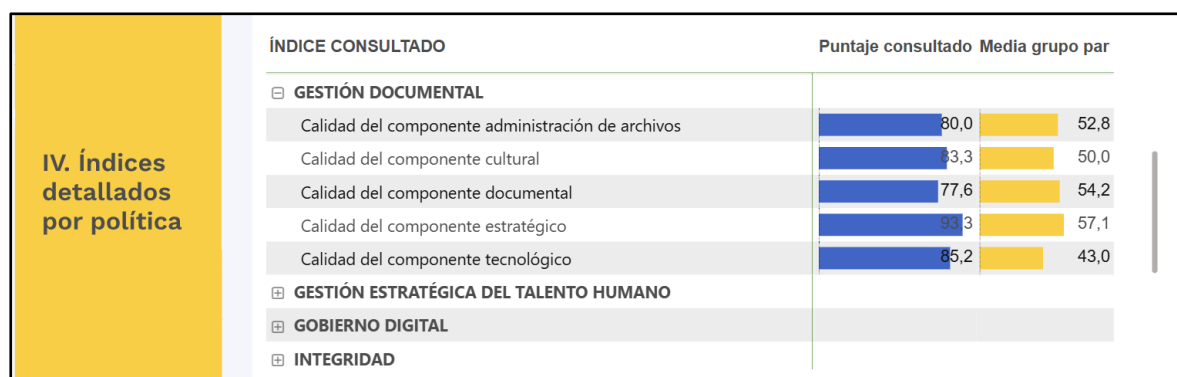 IV. Índices
detallados
por política
ÍNDICE CONSULTADO Puntaje consultado Media grupo par
GESTIÓN DOCUMENTAL
Calidad del componente administración de archivos 80,0 52,8
Calidad del componente cultural 83,3 50,0
Calidad del componente documental 77,6 54,2
Calidad del componente estratégico 93,3 57,1
Calidad del componente tecnológico 85,2 43,0
GESTIÓN ESTRATÉGICA DEL TALENTO HUMANO
GOBIERNO DIGITAL
INTEGRIDAD